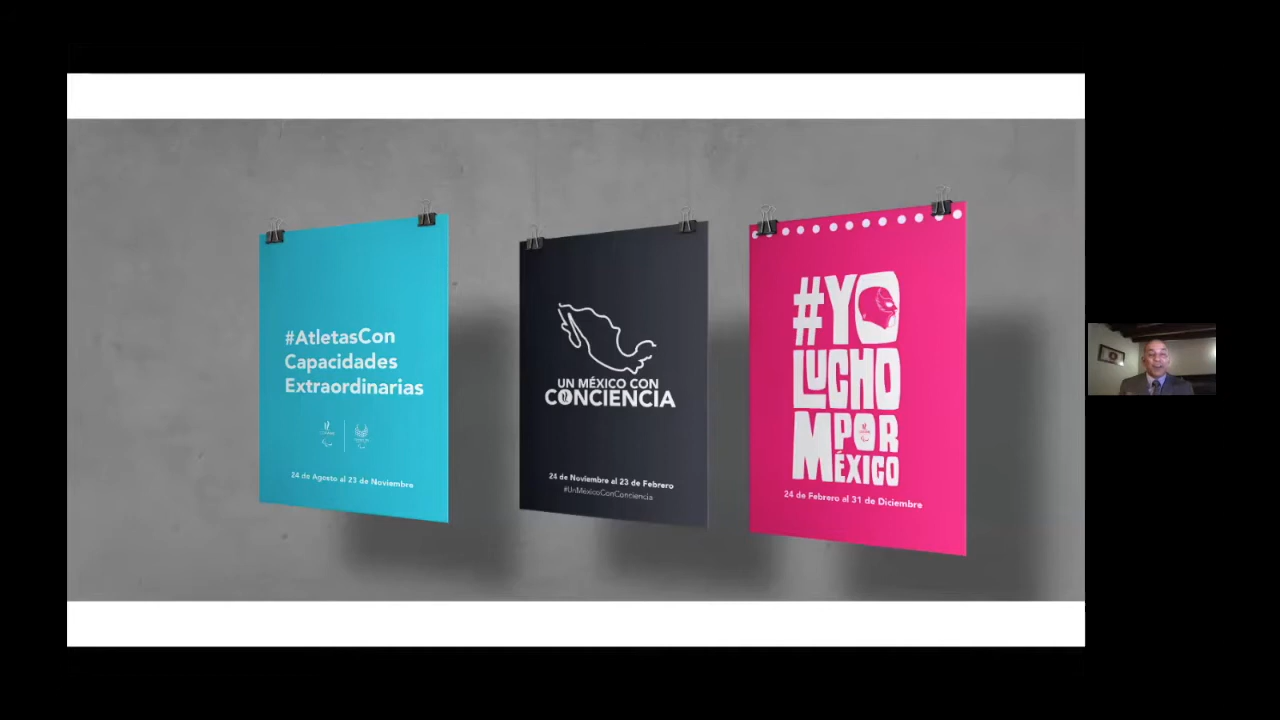 #AtletasCon
Capacidades
Extraordinarias
24 de Agosto al 23 de Noviembre
UN MÉXICO CON
CONCIENCIA
24 de Noviembre al 23 de Febrero
#UnMéxicoConConciencia
#YO
LUCHO
POR
MÉXICO
24 de Febrero al 31 de Diciembre